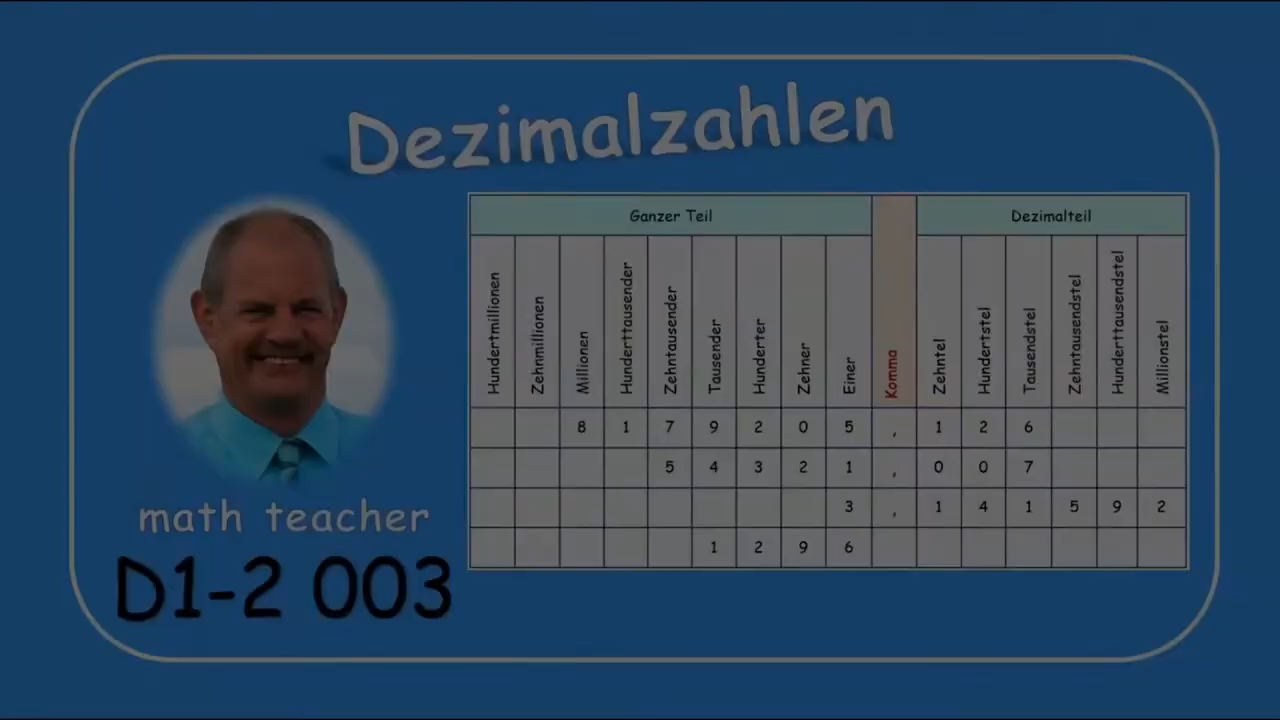 Dezimalzahlen
Ganzer Teil Dezimalteil
Hundertmillionen Zehnmillionen Millionen Hunderttausender Zehntausender Tausender Hunderter Zehner Einer Komma Zehntel Hundertstel Tausendstel Zehntausendstel Hunderttausendstel Millionstel
8 1 7 9 2 0 5 , 1 2 6
5 4 3 2 1 , 0 0 7
3 , 1 4 1 5 9 2
1 2 9 6
math teacher
D1-2 003